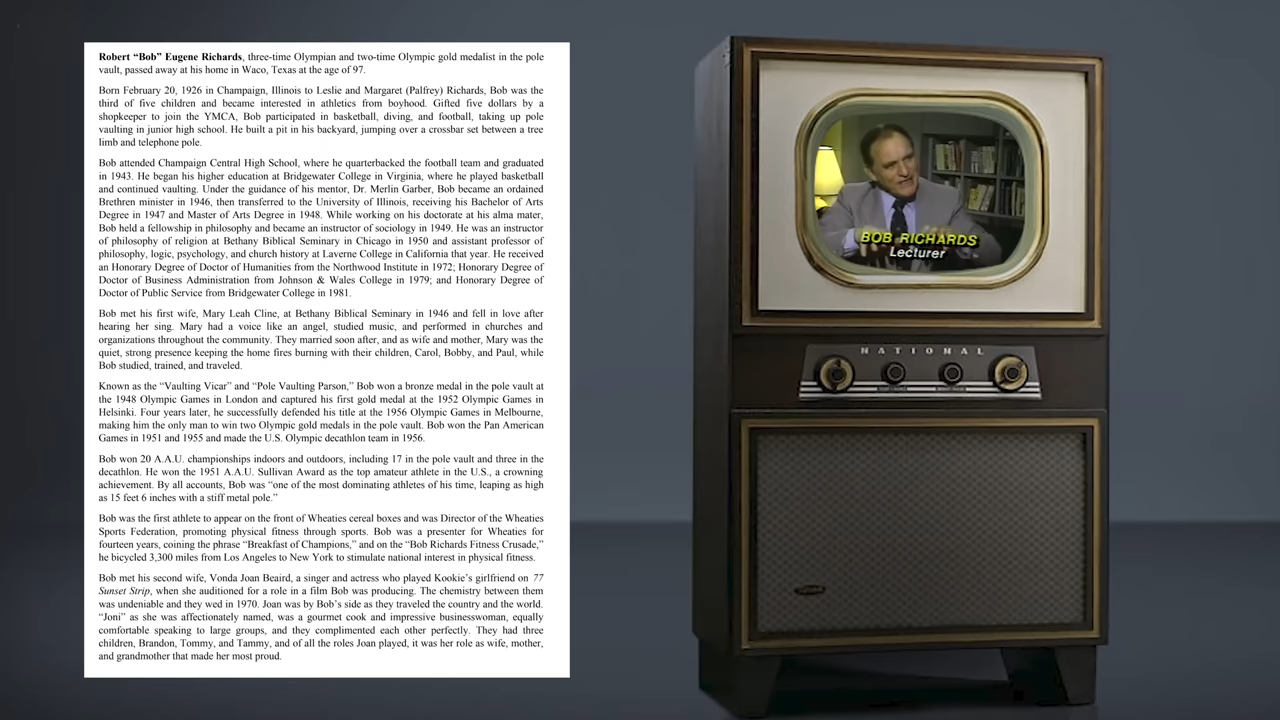 Robert “Bob” Eugene Richards, three-time Olympian and two-time Olympic gold medalist in the pole
vault, passed away at his home in Waco, Texas at the age of 97.
Born February 20, 1926 in Champaign, Illinois to Leslie and Margaret (Palfrey) Richards, Bob was the
third of five children and became interested in athletics from boyhood. Gifted five dollars by a
shopkeeper to join the YMCA, Bob participated in basketball, diving, and football, taking up pole
vaulting in junior high school. He built a pit in his backyard, jumping over a crossbar set between a tree
limb and telephone pole.
Bob attended Champaign Central High School, where he quarterbacked the football team and graduated
in 1943. He began his higher education at Bridgewater College in Virginia, where he played basketball
and continued vaulting. Under the guidance of his mentor, Dr. Merlin Garber, Bob became an ordained
Brethren minister in 1946, then transferred to the University of Illinois, receiving his Bachelor of Arts
Degree in 1947 and Master of Arts Degree in 1948. While working on his doctorate at his alma mater,
Bob held a fellowship in philosophy and became an instructor of sociology in 1949. He was an instructor
of philosophy of religion at Bethany Biblical Seminary in Chicago in 1950 and assistant professor of
philosophy, logic, psychology, and church history at Laverne College in California that year. He received
an Honorary Degree of Doctor of Humanities from the Northwood Institute in 1972; Honorary Degree of
Doctor of Business Administration from Johnson & Wales College in 1979; and Honorary Degree of
Doctor of Public Service from Bridgewater College in 1981.
Bob met his first wife, Mary Leah Cline, at Bethany Biblical Seminary in 1946 and fell in love after
hearing her sing. Mary had a voice like an angel, studied music, and performed in churches and
organizations throughout the community. They married soon after, and as wife and mother, Mary was the
quiet, strong presence keeping the home fires burning with their children, Carol, Bobby, and Paul, while
Bob studied, trained, and traveled.
Known as the “Vaulting Vicar” and “Pole Vaulting Parson,” Bob won a bronze medal in the pole vault at
the 1948 Olympic Games in London and captured his first gold medal at the 1952 Olympic Games in
Helsinki. Four years later, he successfully defended his title at the 1956 Olympic Games in Melbourne,
making him the only man to win two Olympic gold medals in the pole vault. Bob won the Pan American
Games in 1951 and 1955 and made the U.S. Olympic decathlon team in 1956.
Bob won 20 A.A.U. championships indoors and outdoors, including 17 in the pole vault and three in the
decathlon. He won the 1951 A.A.U. Sullivan Award as the top amateur athlete in the U.S., a crowning
achievement. By all accounts, Bob was “one of the most dominating athletes of his time, leaping as high
as 15 feet 6 inches with a stiff metal pole.”
Bob was the first athlete to appear on the front of Wheaties cereal boxes and was Director of the Wheaties
Sports Federation, promoting physical fitness through sports. Bob was a presenter for Wheaties for
fourteen years, coining the phrase “Breakfast of Champions,” and on the “Bob Richards Fitness Crusade,”
he bicycled 3,300 miles from Los Angeles to New York to stimulate national interest in physical fitness.
Bob met his second wife, Vonda Joan Beaird, a singer and actress who played Kookie’s girlfriend on 77
Sunset Strip, when she auditioned for a role in a film Bob was producing. The chemistry between them
was undeniable and they wed in 1970. Joan was by Bob’s side as they traveled the country and the world.
“Joni” as she was affectionately named, was a gourmet cook and impressive businesswoman, equally
comfortable speaking to large groups, and they complimented each other perfectly. They had three
children, Brandon, Tommy, and Tammy, and of all the roles Joan played, it was her role as wife, mother,
and grandmother that made her most proud.
BOB RICHARDS
Lecturer
NATIONAL